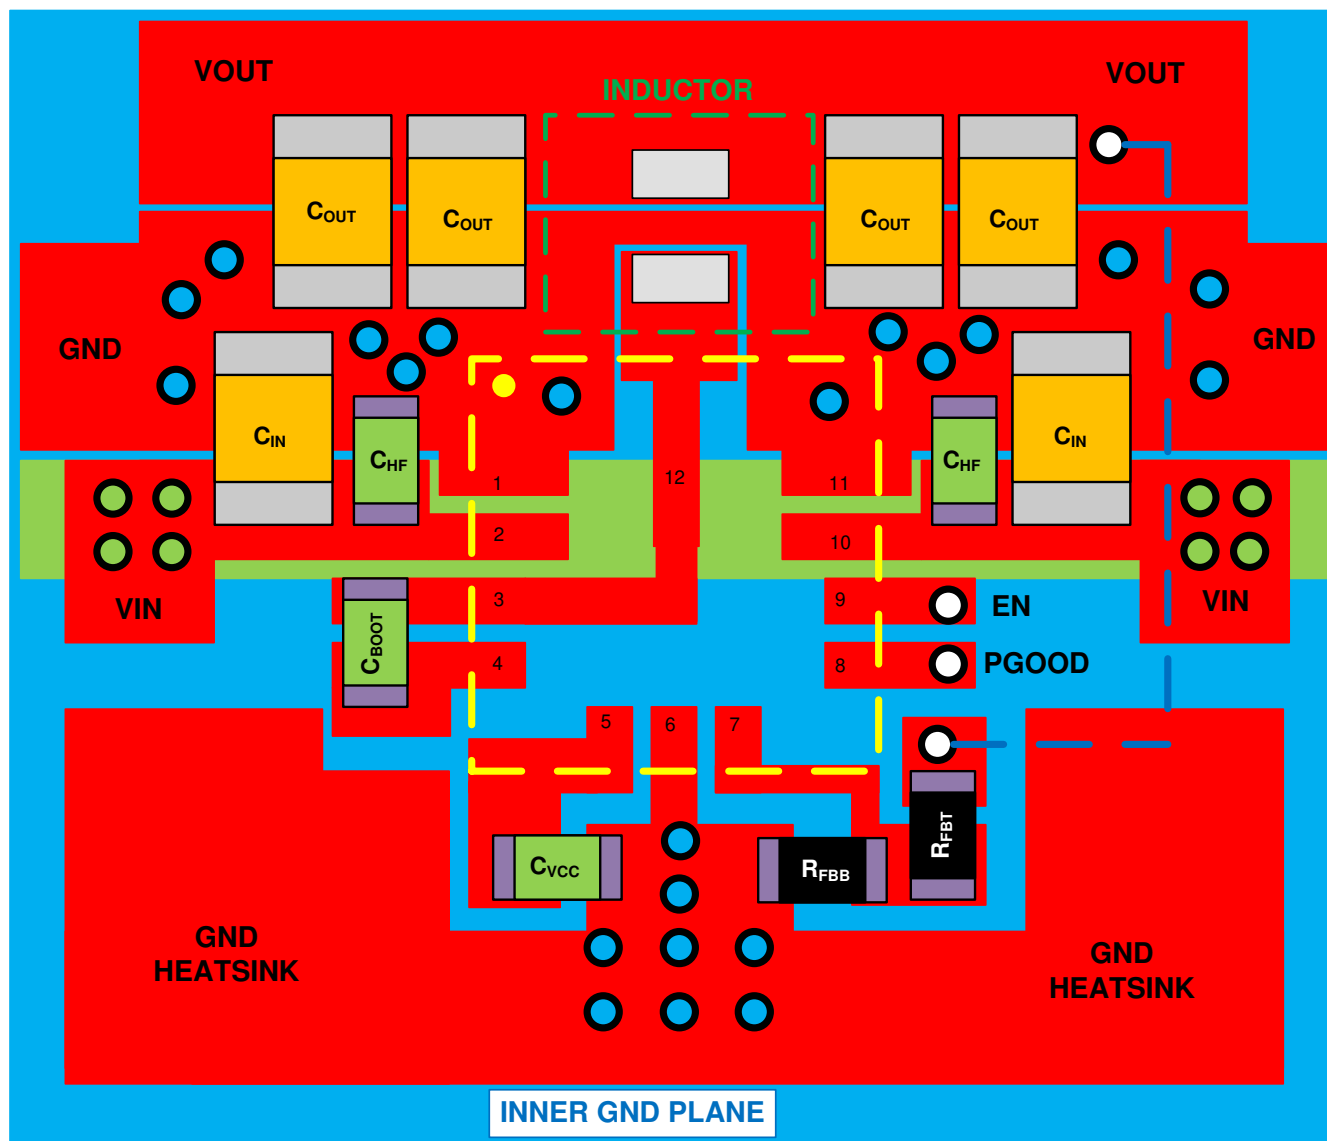 VOUT
VOUT
INDUCTOR
COUT
COUT
COUT
COUT
GND
GND
CIN
CHF
CHF
CIN
1
12
11
2
10
VIN
3
9
EN
VIN
CBOOT
4
8
PGOOD
5
6
7
RFBT
CVCC
RFBB
GND
HEATSINK
GND
HEATSINK
INNER GND PLANE